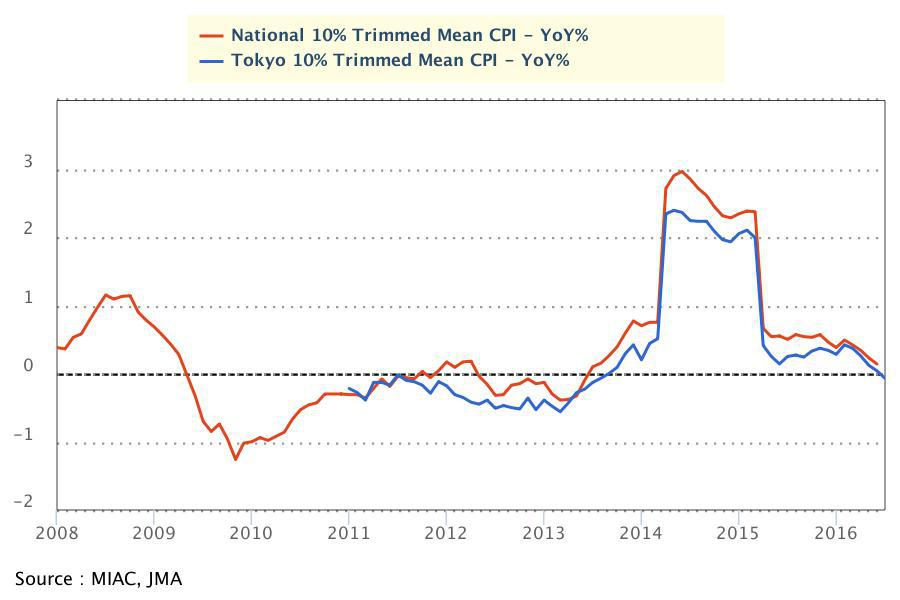 National 10% Trimmed Mean CPI – YoY%
Tokyo 10% Trimmed Mean CPI – YoY%
3
2
1
0
–1
–2
2008 2009 2010 2011 2012 2013 2014 2015 2016
Source : MIAC, JMA